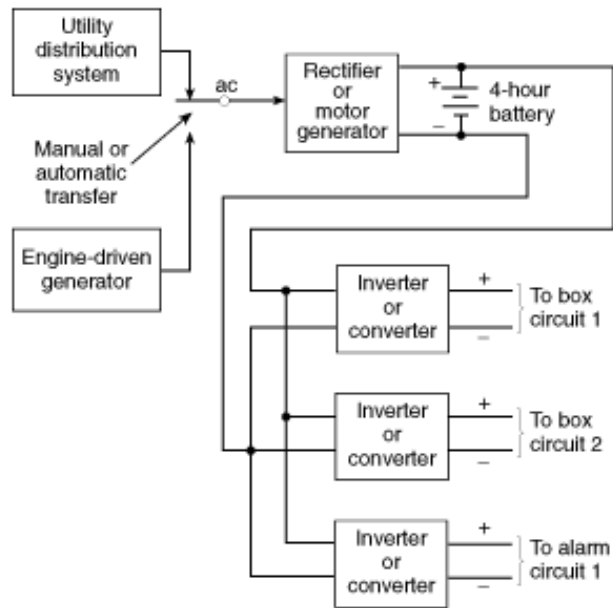 Utility
distribution
system
ac
Rectifier
or
motor
generator
+
–
4-hour
battery
Manual or
automatic
transfer
Engine-driven
generator
Inverter
or
converter
+
–
To box
circuit 1
Inverter
or
converter
+
–
To box
circuit 2
Inverter
or
converter
+
–
To alarm
circuit 1